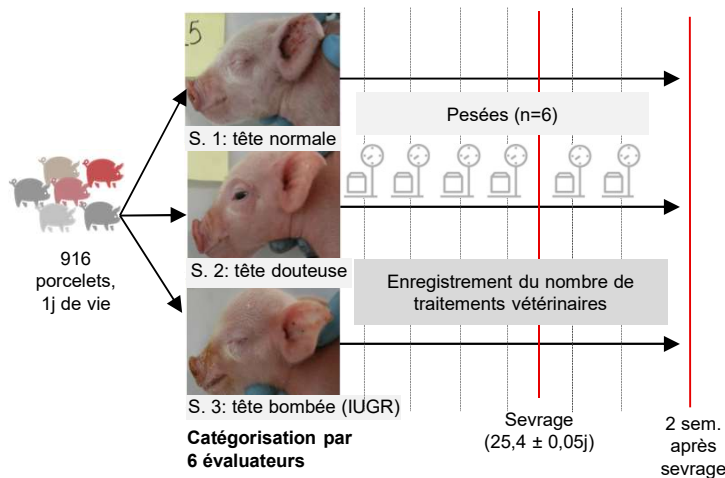 5
S. 1: tête normale
Pesées (n=6)
916
porcelets,
1j de vie
S. 2: tête douteuse
Enregistrement du nombre de
traitements vétérinaires
S. 3: tête bombée (IUGR)
Catégorisation par
6 évaluateurs
Sevrage
(25,4 ± 0,05j)
2 sem.
après
sevrage